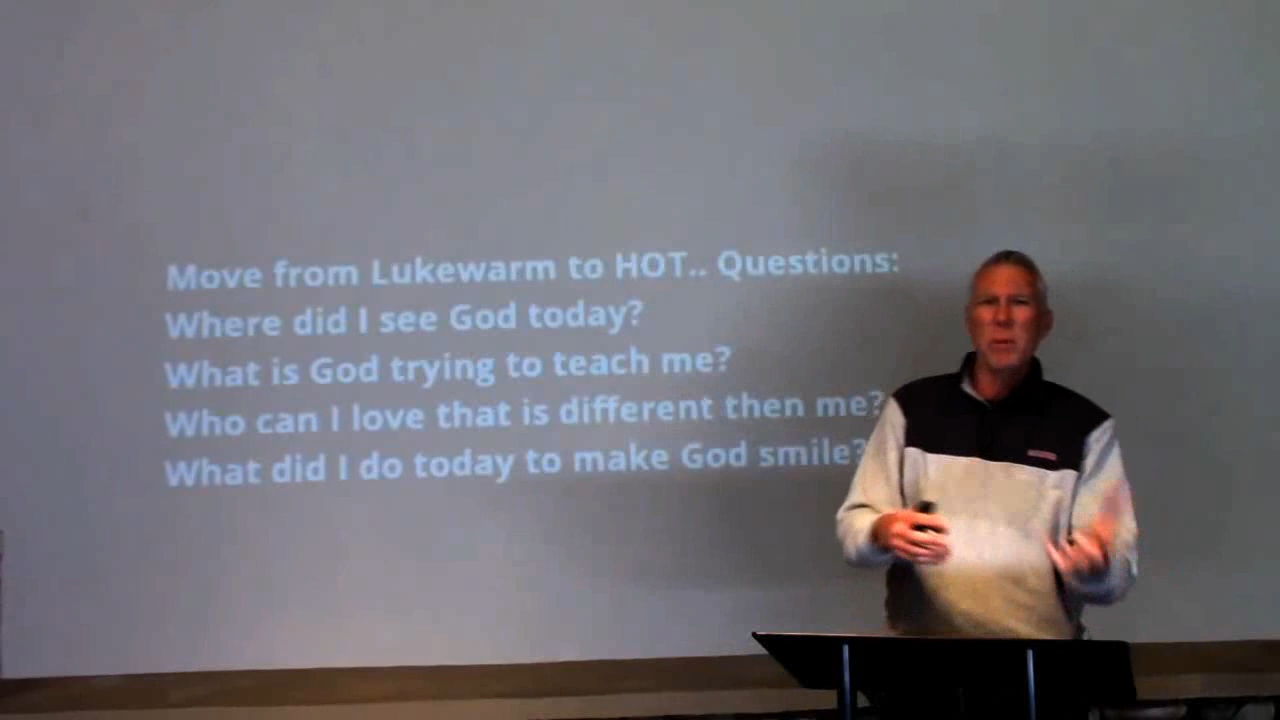 Move from Lukewarm to HOT.. Questions:
Where did I see God today?
What is God trying to teach me?
Who can I love that is different then me?
What did I do today to make God smile?